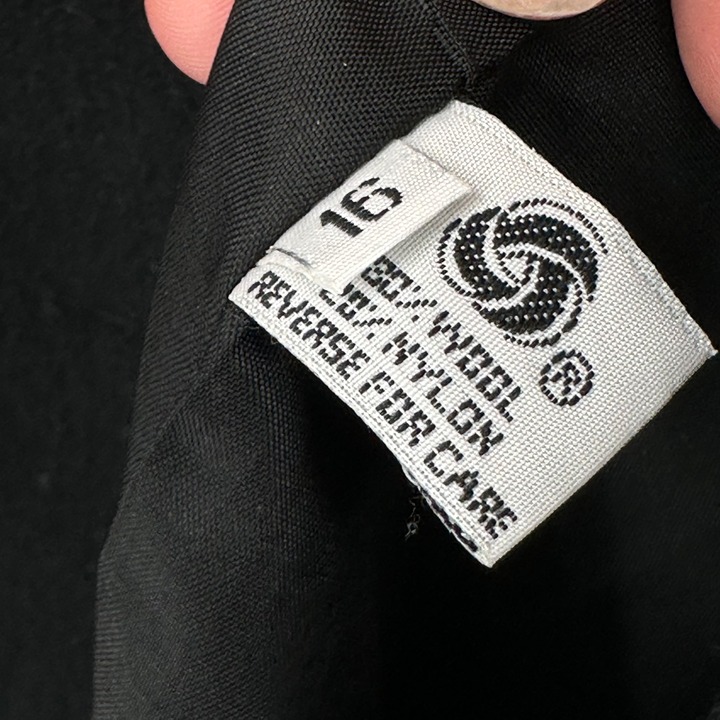 16
®
80% WOOL
20% NYLON
REVERSE FOR CARE